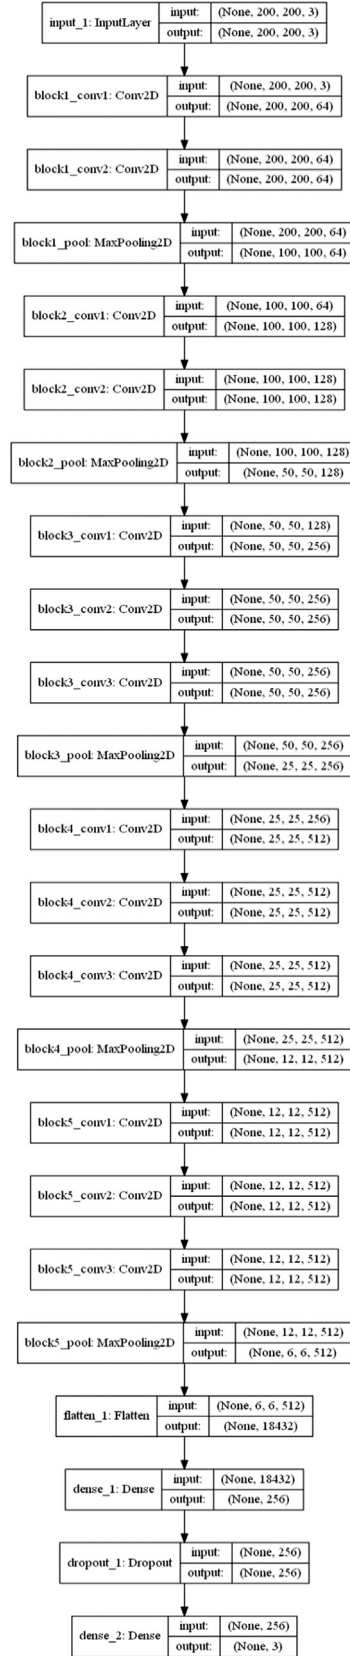 input_1: InputLayer
input: (None, 200, 200, 3)
output: (None, 200, 200, 3)
block1_conv1: Conv2D
input: (None, 200, 200, 3)
output: (None, 200, 200, 64)
block1_conv2: Conv2D
input: (None, 200, 200, 64)
output: (None, 200, 200, 64)
block1_pool: MaxPooling2D
input: (None, 200, 200, 64)
output: (None, 100, 100, 64)
block2_conv1: Conv2D
input: (None, 100, 100, 64)
output: (None, 100, 100, 128)
block2_conv2: Conv2D
input: (None, 100, 100, 128)
output: (None, 100, 100, 128)
block2_pool: MaxPooling2D
input: (None, 100, 100, 128)
output: (None, 50, 50, 128)
block3_conv1: Conv2D
input: (None, 50, 50, 128)
output: (None, 50, 50, 256)
block3_conv2: Conv2D
input: (None, 50, 50, 256)
output: (None, 50, 50, 256)
block3_conv3: Conv2D
input: (None, 50, 50, 256)
output: (None, 50, 50, 256)
block3_pool: MaxPooling2D
input: (None, 50, 50, 256)
output: (None, 25, 25, 256)
block4_conv1: Conv2D
input: (None, 25, 25, 256)
output: (None, 25, 25, 512)
block4_conv2: Conv2D
input: (None, 25, 25, 512)
output: (None, 25, 25, 512)
block4_conv3: Conv2D
input: (None, 25, 25, 512)
output: (None, 25, 25, 512)
block4_pool: MaxPooling2D
input: (None, 25, 25, 512)
output: (None, 12, 12, 512)
block5_conv1: Conv2D
input: (None, 12, 12, 512)
output: (None, 12, 12, 512)
block5_conv2: Conv2D
input: (None, 12, 12, 512)
output: (None, 12, 12, 512)
block5_conv3: Conv2D
input: (None, 12, 12, 512)
output: (None, 12, 12, 512)
block5_pool: MaxPooling2D
input: (None, 12, 12, 512)
output: (None, 6, 6, 512)
flatten_1: Flatten
input: (None, 6, 6, 512)
output: (None, 18432)
dense_1: Dense
input: (None, 18432)
output: (None, 256)
dropout_1: Dropout
input: (None, 256)
output: (None, 256)
dense_2: Dense
input: (None, 256)
output: (None, 3)